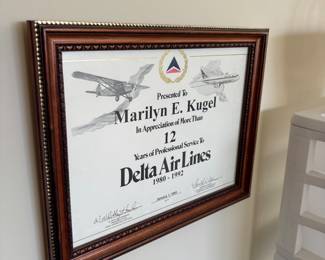 Presented To
Marilyn E. Kugel
In Appreciation of More Than
12
Years of Professional Service To
Delta Air Lines
1980 - 1992